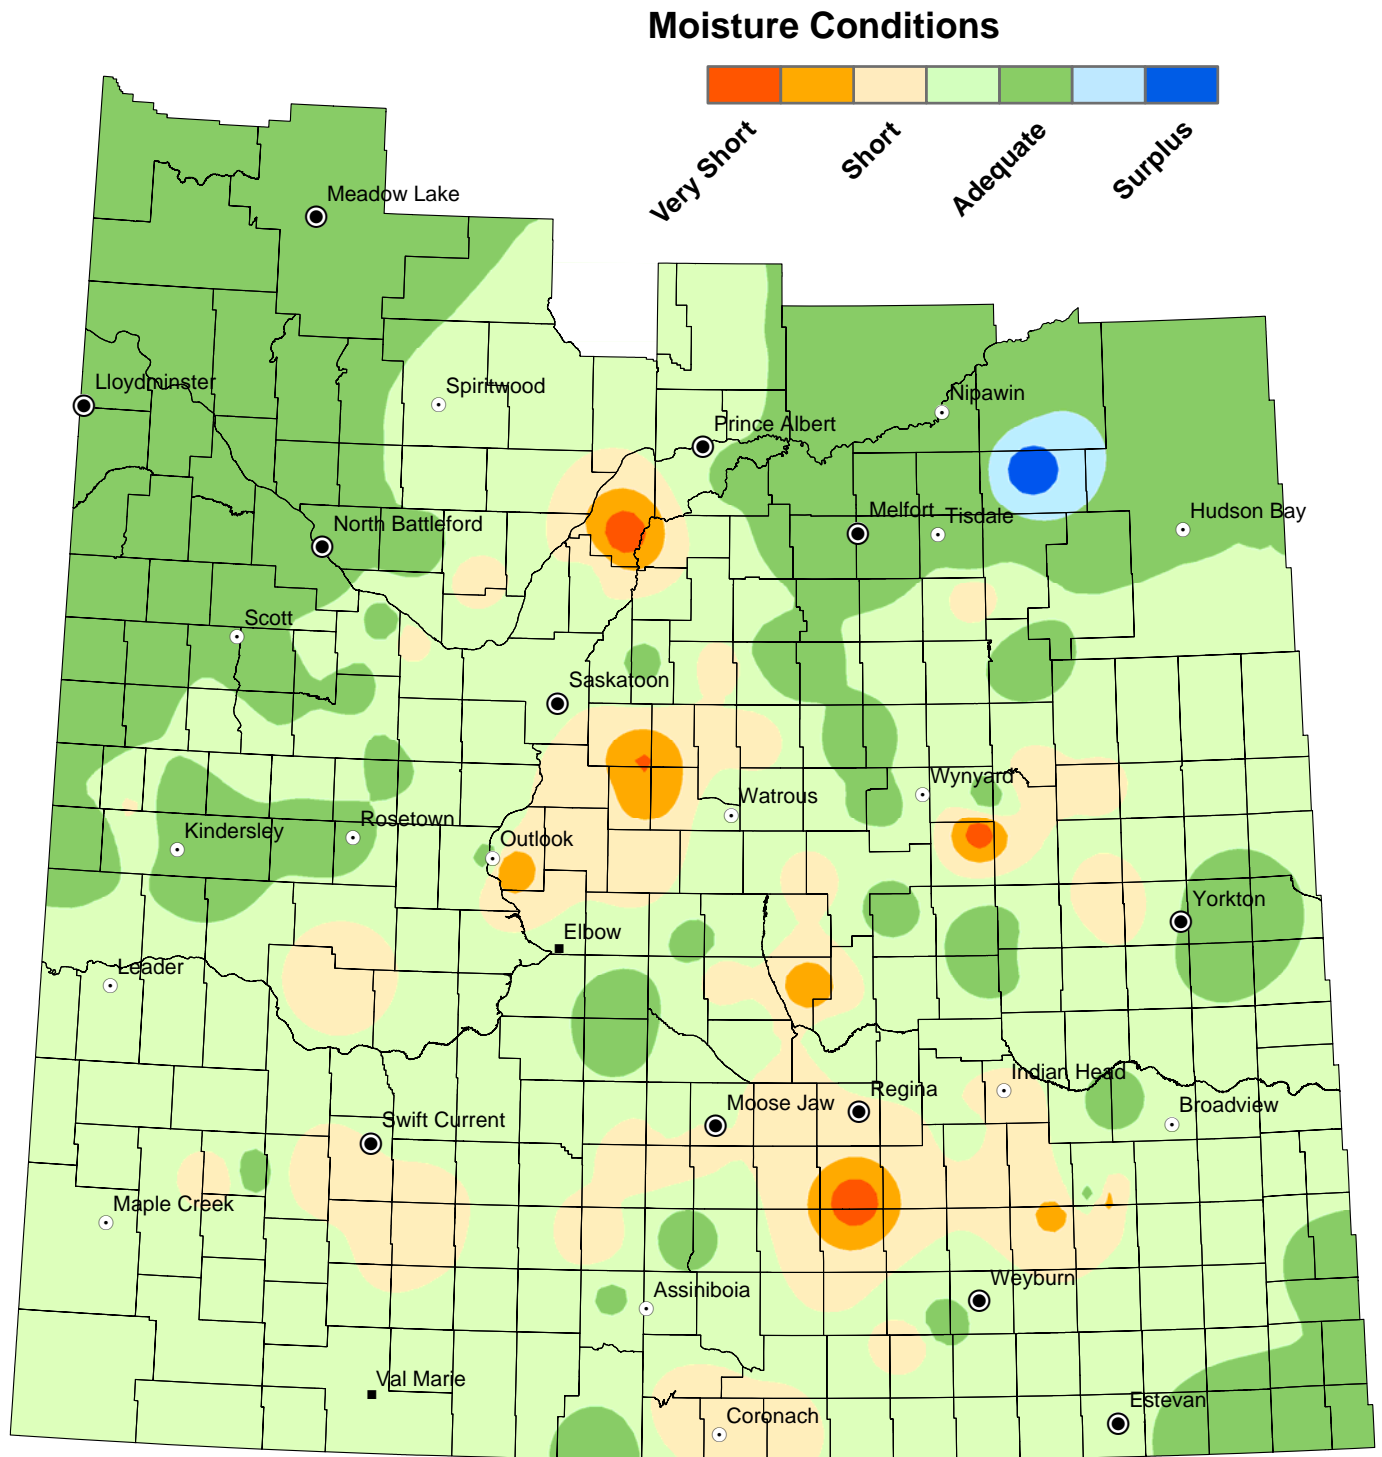 Moisture Conditions
Very Short
Short
Adequate
Surplus
Meadow Lake
Lloydminster
Spiritwood
Nipawin
Prince Albert
North Battleford
Melfort
Tisdale
Hudson Bay
Scott
Saskatoon
Wynyard
Watrous
Kindersley
Rosetown
Outlook
Yorkton
Elbow
Leader
Indian Head
Regina
Moose Jaw
Broadview
Swift Current
Maple Creek
Weyburn
Assiniboia
Val Marie
Estevan
Coronach